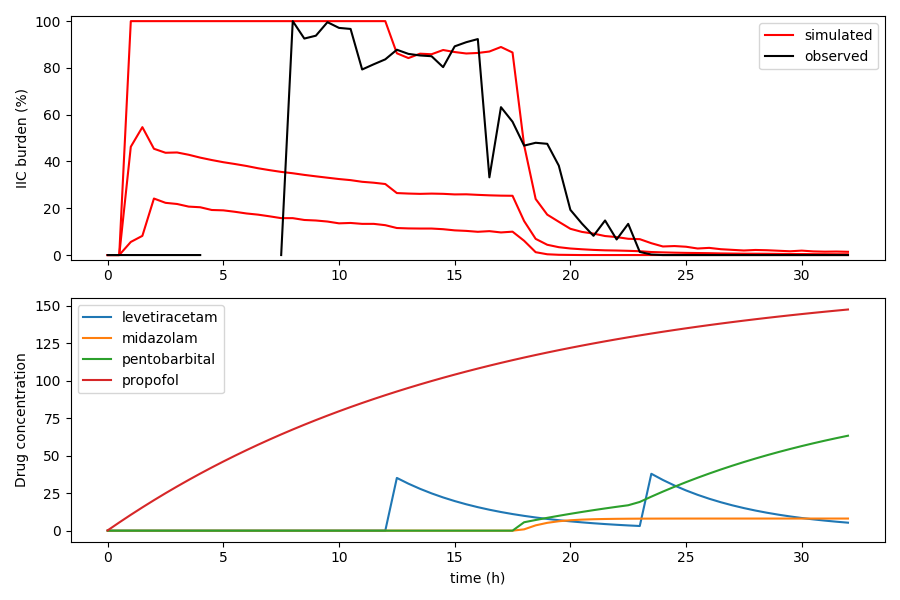 100
80
60
40
20
0
IIC burden (%)
simulated
observed
0 5 10 15 20 25 30
150
125
100
75
50
25
0
Drug concentration
levetiracetam
midazolam
pentobarbital
propofol
0 5 10 15 20 25 30
time (h)